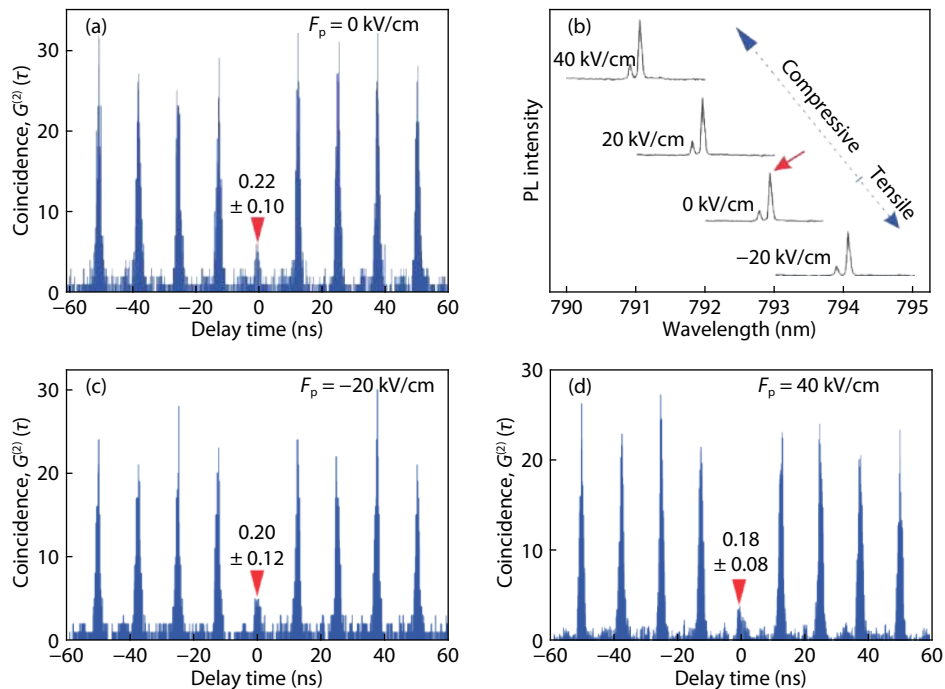 (a)
Fp = 0 kV/cm
30
20
10
0
0.22
± 0.10
−60 −40 −20 0 20 40 60
Delay time (ns)
Coincidence, G(2) (τ)
(b)
40 kV/cm
20 kV/cm
0 kV/cm
−20 kV/cm
Compressive
Tensile
PL intensity
790 791 792 793 794 795
Wavelength (nm)
(c)
Fp = −20 kV/cm
30
20
10
0
0.20
± 0.12
−60 −40 −20 0 20 40 60
Delay time (ns)
Coincidence, G(2) (τ)
(d)
Fp = 40 kV/cm
30
20
10
0
0.18
± 0.08
−60 −40 −20 0 20 40 60
Delay time (ns)
Coincidence, G(2) (τ)